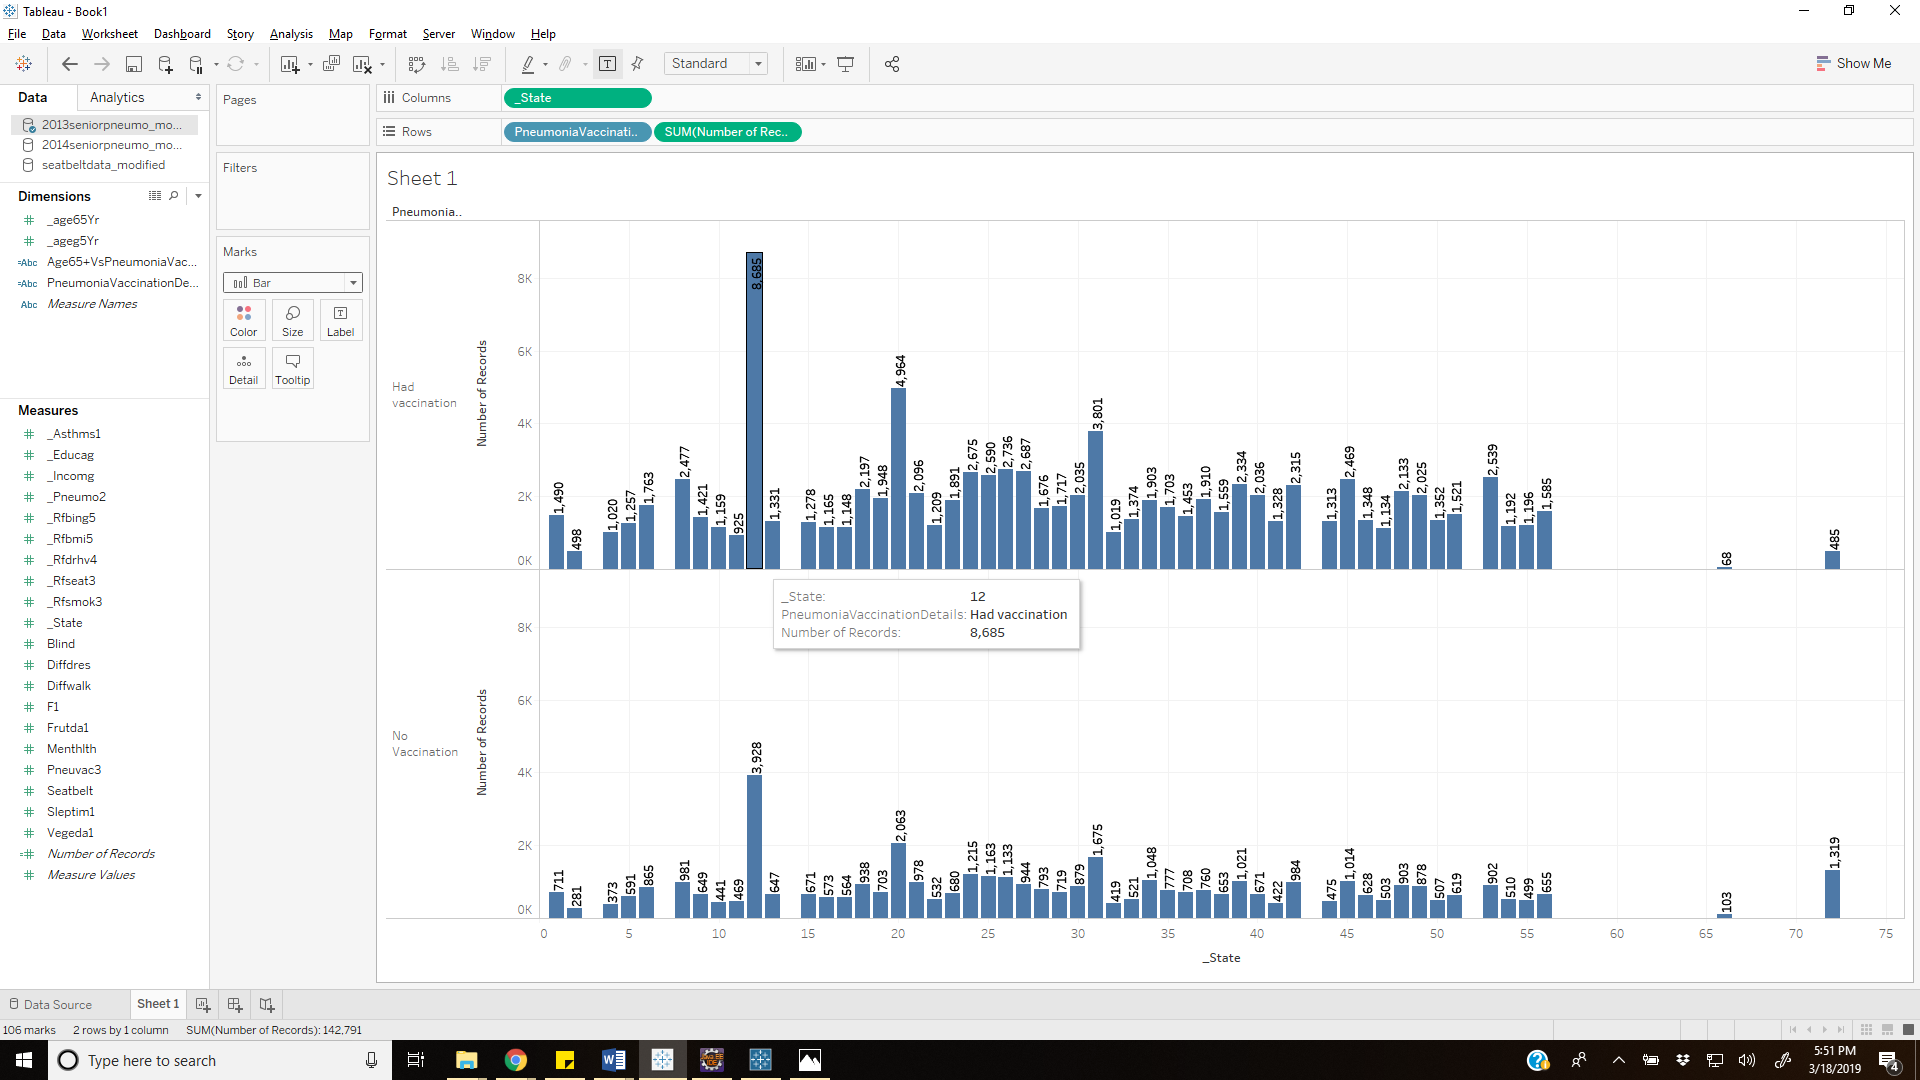 Tableau - Book1
File Data Worksheet Dashboard Story Analysis Map Format Server Window Help
Standard
Show Me
Data Analytics
2013seniorpneumo_mo...
2014seniorpneumo_mo...
seatbeltdata_modified
Dimensions
_age65Yr
_ageg5Yr
=Abc Age65+VsPneumoniaVac...
=Abc PneumoniaVaccinationDe...
Abc Measure Names
Measures
_Asthms1
_Educag
_Incomg
_Pneumo2
_Rfbing5
_Rfbmi5
_Rfdrhv4
_Rfseat3
_Rfsmok3
_State
Blind
Diffdres
Diffwalk
F1
Frutda1
Menthlth
Pneuvac3
Seatbelt
Sleptim1
Vegeda1
Number of Records
Measure Values
Pages
Filters
Marks
Bar
Color Size Label
Detail Tooltip
Columns _State
Rows PneumoniaVaccinati.. SUM(Number of Rec..
Sheet 1
Pneumonia..
Had
vaccination
Number of Records
8K
6K
4K
2K
0K
1,490 498 1,020 1,257 1,763 2,477 1,421 1,159 925 8,685 1,331 1,278 1,165 1,148 2,197 1,948 4,964 2,096 1,209 1,891 2,675 2,590 2,736 2,687 1,676 1,717 2,035 3,801 1,019 1,374 1,903 1,703 1,453 1,910 1,559 2,334 2,036 1,328 2,315 1,313 2,469 1,348 1,134 2,133 2,025 1,352 1,521 2,539 1,192 1,196 1,585 68 485
_State: 12
PneumoniaVaccinationDetails: Had vaccination
Number of Records: 8,685
No
Vaccination
Number of Records
8K
6K
4K
2K
0K
711 281 373 591 865 981 649 441 469 3,928 647 671 573 564 938 703 2,063 978 532 680 1,215 1,163 1,133 944 793 719 879 1,675 419 521 1,048 777 708 760 653 1,021 671 422 984 475 1,014 628 503 903 878 507 619 902 510 499 655 103 1,319
0 5 10 15 20 25 30 35 40 45 50 55 60 65 70 75
_State
Data Source Sheet 1
106 marks 2 rows by 1 column SUM(Number of Records): 142,791
Type here to search
5:51 PM
3/18/2019
4